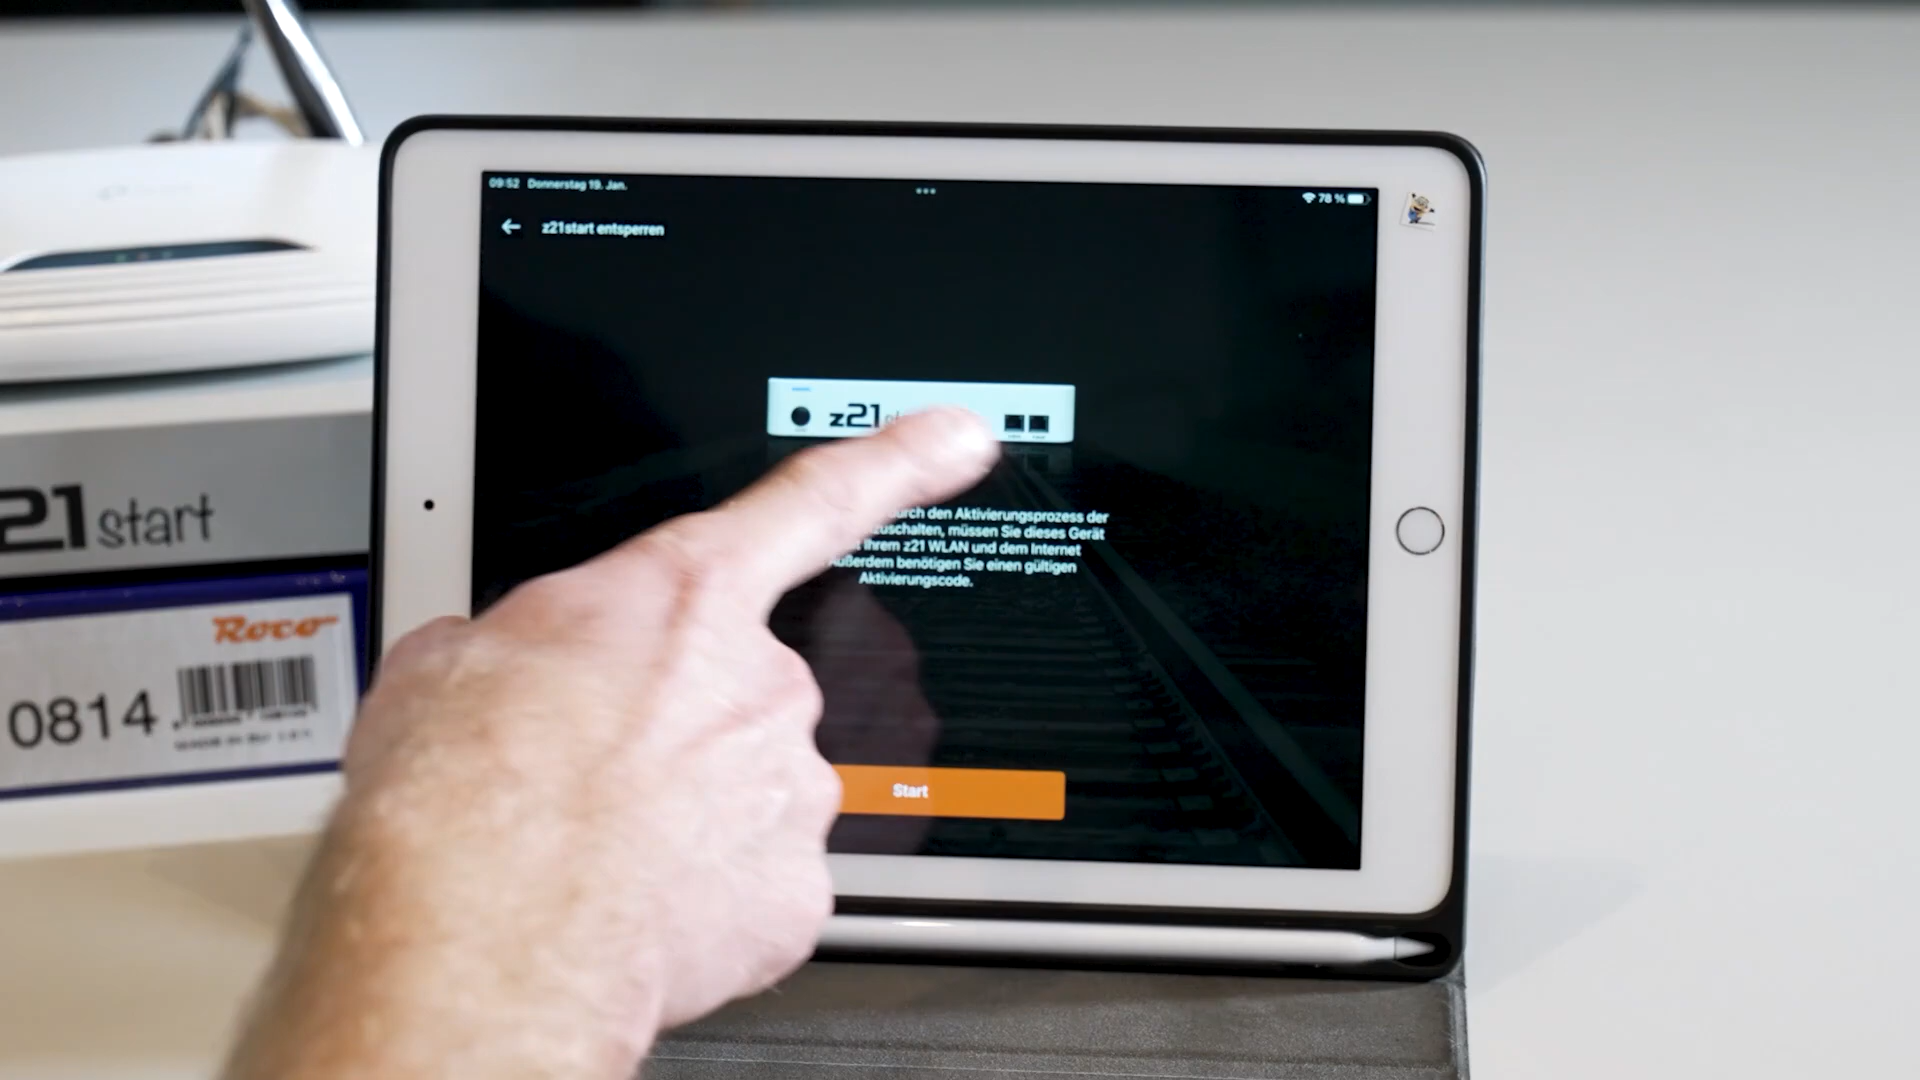 09:52 Donnerstag 19. Jan.
78 %
z21start entsperren
z21
durch den Aktivierungsprozess der
zuschalten, müssen Sie dieses Gerät
Ihrem z21 WLAN und dem Internet
Außerdem benötigen Sie einen gültigen
Aktivierungscode.
Start
21 start
Roco
0814